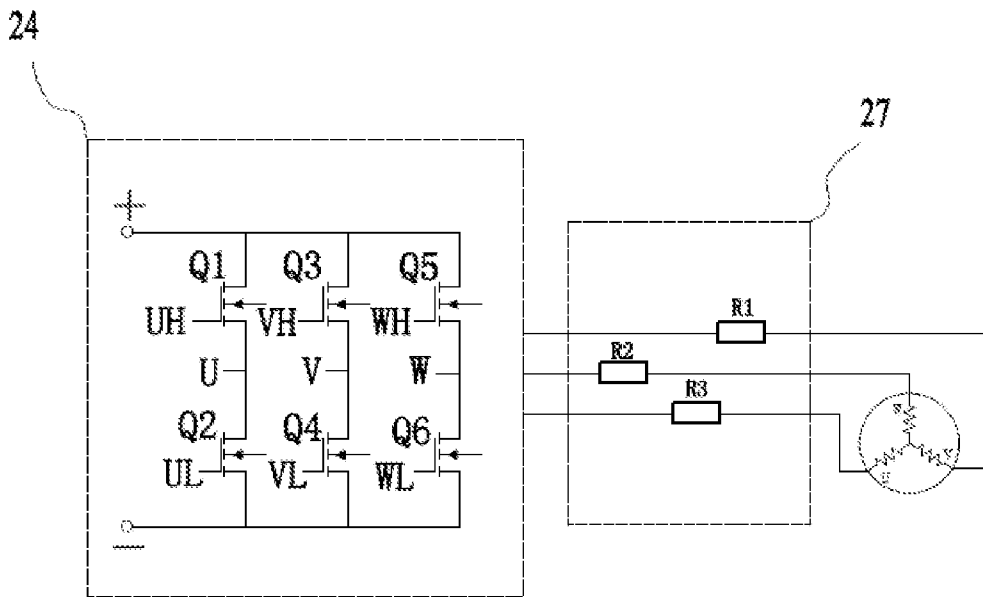 24
27
+
Q1 Q3 Q5
UH VH WH
R1
U V W
R2
R3
Q2 Q4 Q6
UL VL WL
—